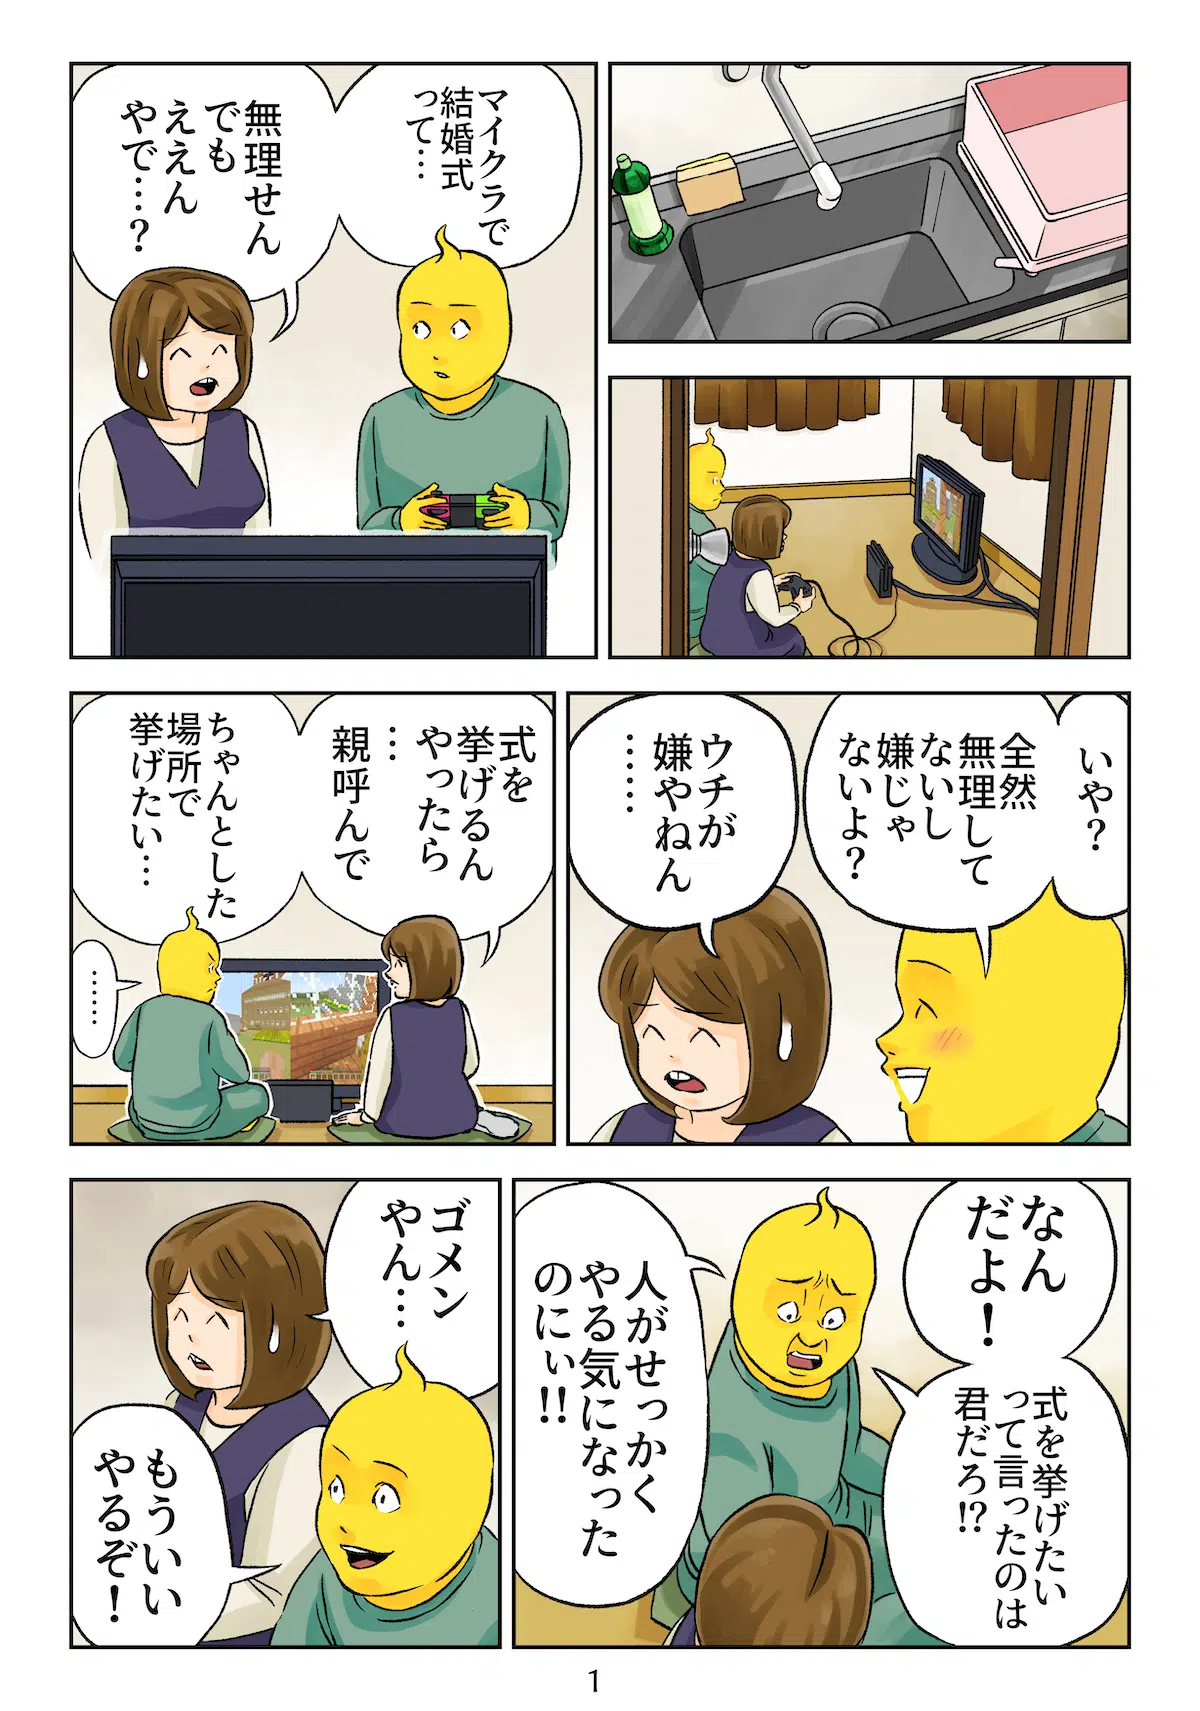 マイクラで
結婚式
って…
無理せん
でも
ええん
やで…?
いや?
全然
無理して
ないし
嫌じゃ
ないよ?
ウチが
嫌やねん
……
式を
挙げるん
やったら
…
親呼んで
ちゃんとした
場所で
挙げたい…
……
なん
だよ!
式を挙げたい
って言ったのは
君だろ!?
人がせっかく
やる気になった
のにぃ!!
ゴメン
やん…
もういい
やるぞ!
1